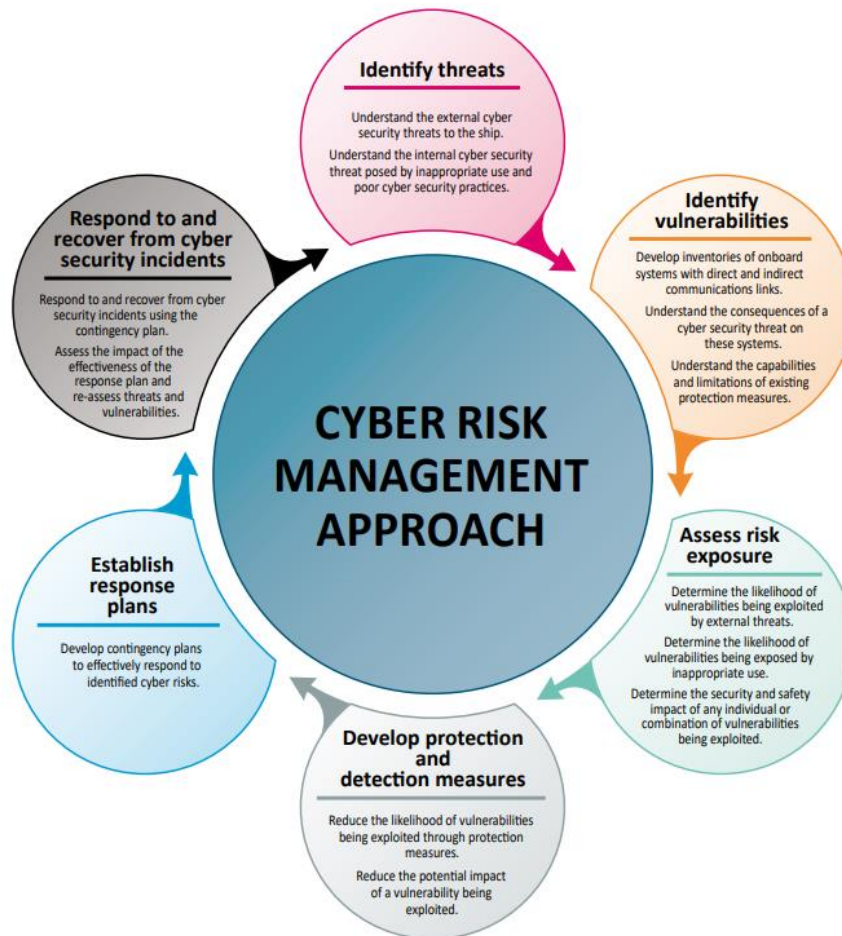 Identify threats
Understand the external cyber
security threats to the ship.
Understand the internal cyber security
threat posed by inappropriate use and
poor cyber security practices.
Identify
vulnerabilities
Develop inventories of onboard
systems with direct and indirect
communications links.
Understand the consequences of a
cyber security threat on
these systems.
Understand the capabilities
and limitations of existing
protection measures.
Assess risk
exposure
Determine the likelihood of
vulnerabilities being exploited
by external threats.
Determine the likelihood of
vulnerabilities being exposed by
inappropriate use.
Determine the security and safety
impact of any individual or
combination of vulnerabilities
being exploited.
Develop protection
and
detection measures
Reduce the likelihood of vulnerabilities
being exploited through protection
measures.
Reduce the potential impact
of a vulnerability being
exploited.
Establish
response
plans
Develop contingency plans
to effectively respond to
identified cyber risks.
Respond to and
recover from cyber
security incidents
Respond to and recover from cyber
security incidents using the
contingency plan.
Assess the impact of the
effectiveness of the
response plan and
re-assess threats and
vulnerabilities.
CYBER RISK
MANAGEMENT
APPROACH